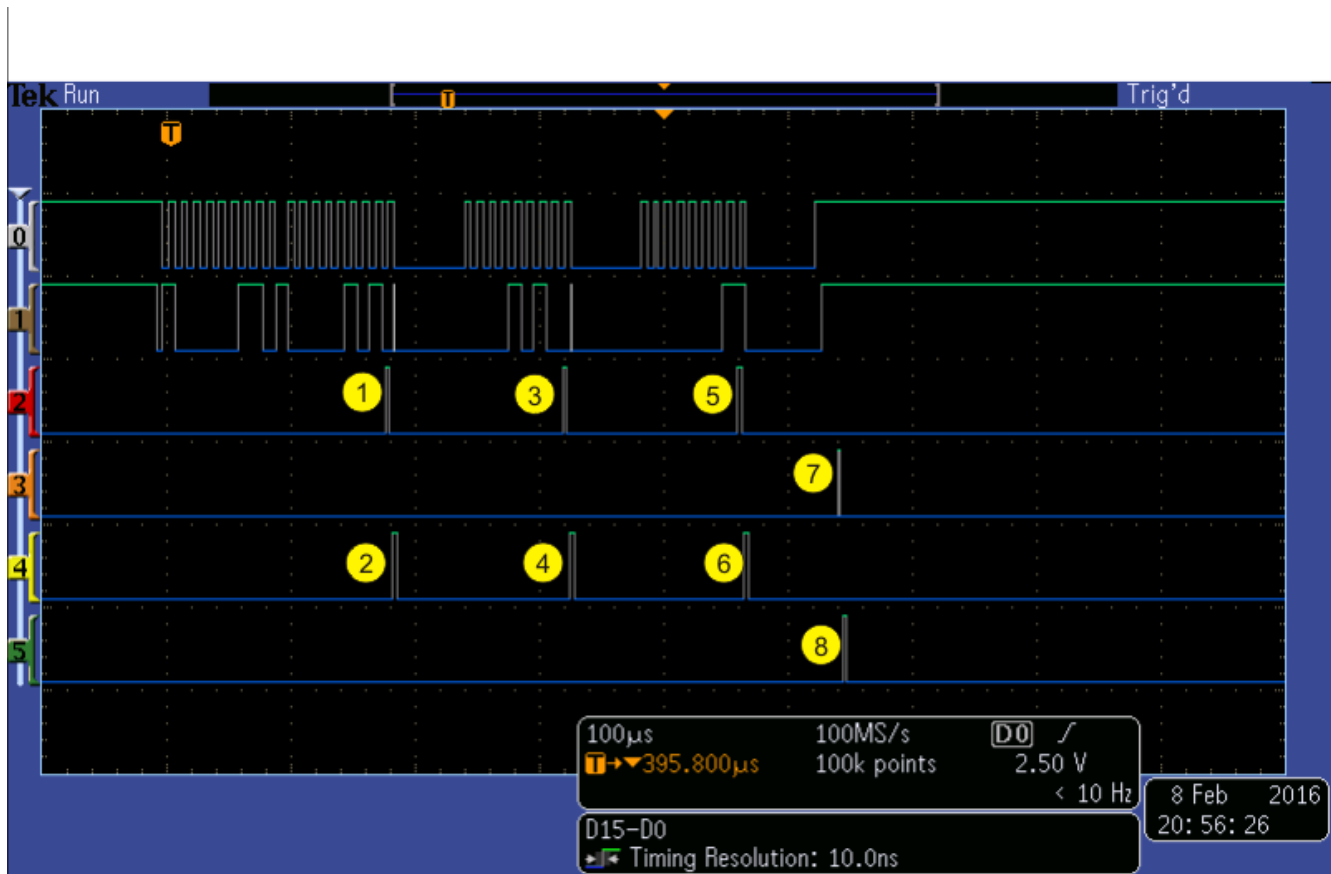 Tek Run Trig'd
T
T
0
1
2 1 3 5
3 7
4 2 4 6
5 8
100µs 100MS/s D0
T→▼395.800µs 100k points 2.50 V
< 10 Hz
D15-D0
Timing Resolution: 10.0ns
8 Feb 2016
20:56:26